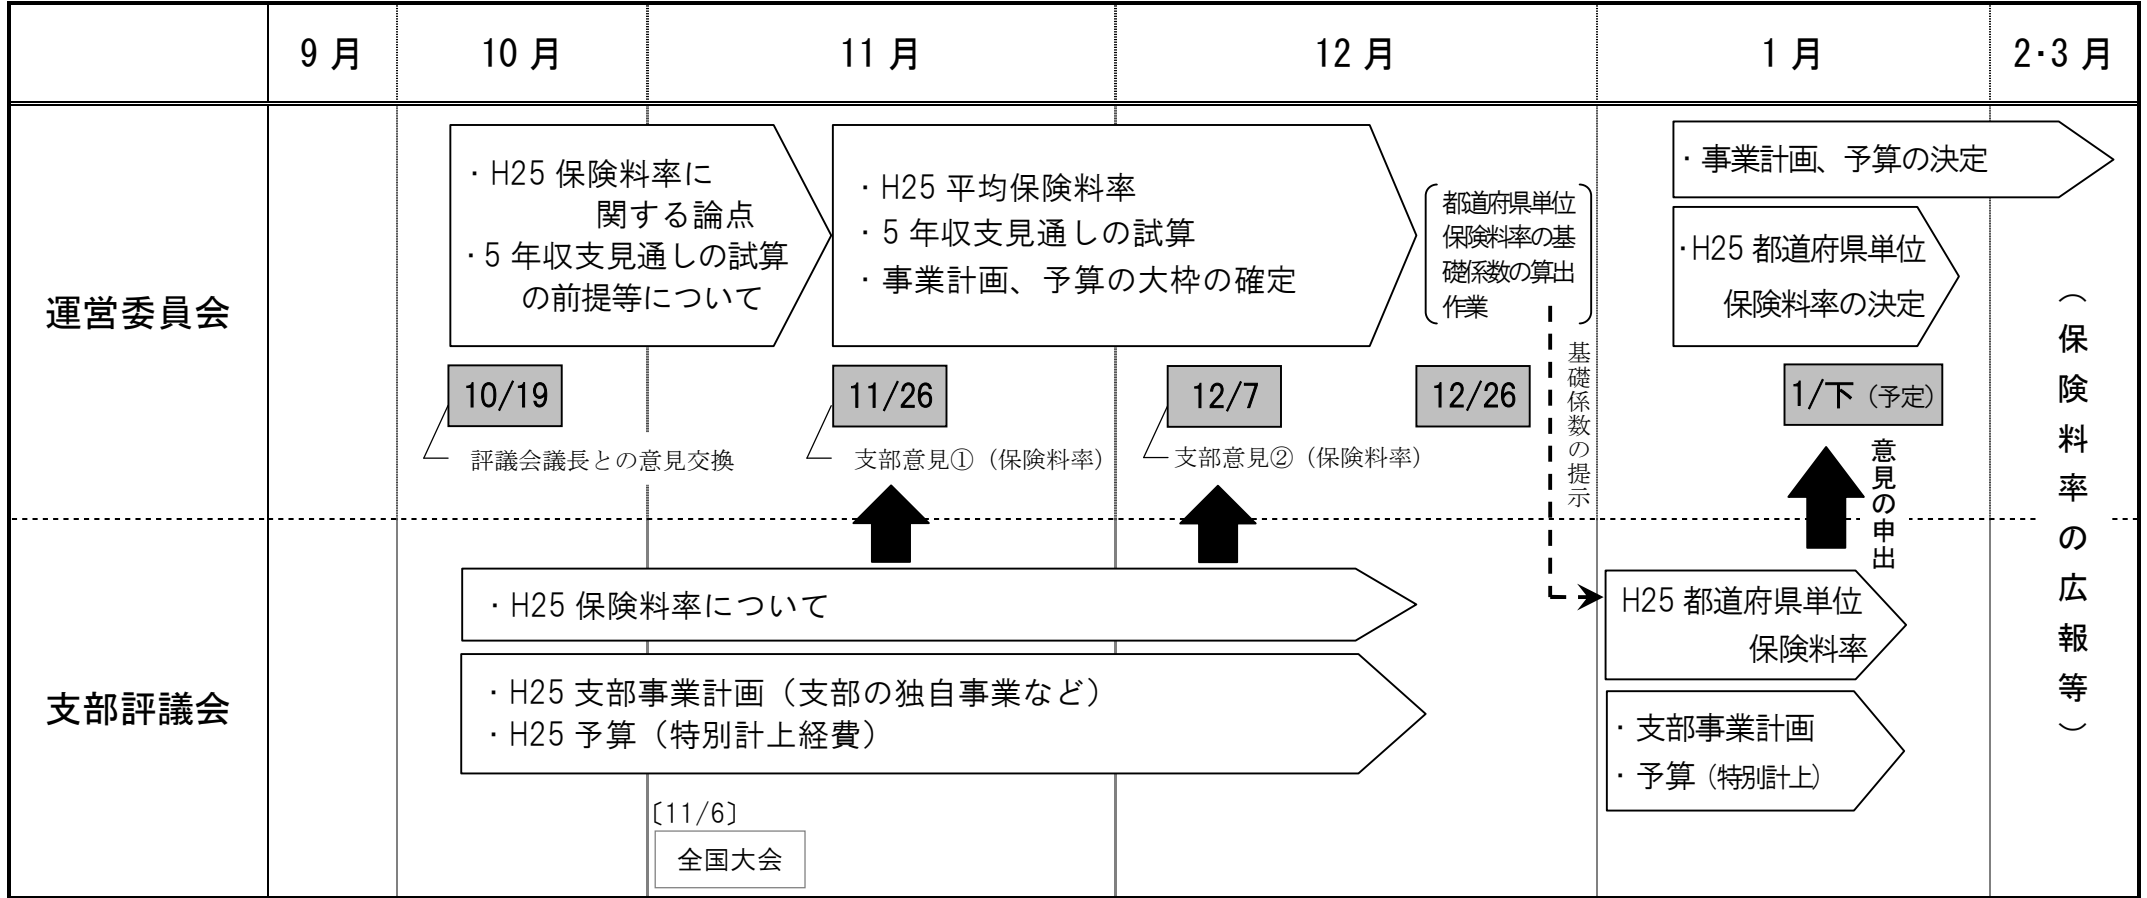 9月 10月 11月 12月 1月 2・3月
運営委員会
・H25 保険料率に
関する論点
・5 年収支見通しの試算
の前提等について
・H25 平均保険料率
・5 年収支見通しの試算
・事業計画、予算の大枠の確定
都道府県単位
保険料率の基
礎係数の算出
作業
・事業計画、予算の決定
・H25 都道府県単位
保険料率の決定
基礎係数の提示
10/19
11/26
12/7
12/26
1/下（予定）
評議会議長との意見交換
支部意見①（保険料率）
支部意見②（保険料率）
意見の申出
（保険料率の広報等）
支部評議会
・H25 保険料率について
・H25 支部事業計画（支部の独自事業など）
・H25 予算（特別計上経費）
H25 都道府県単位
保険料率
・支部事業計画
・予算（特別計上）
〔11/6〕
全国大会